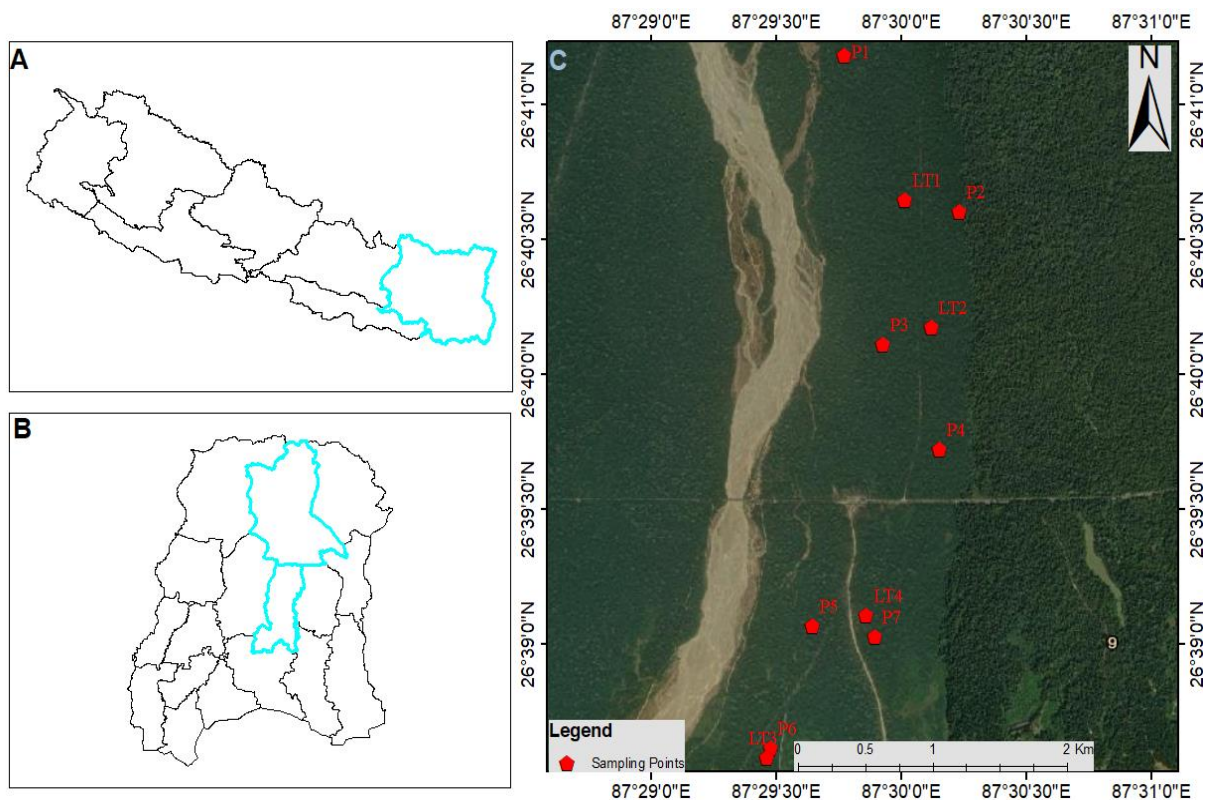 87°29'0"E 87°29'30"E 87°30'0"E 87°30'30"E 87°31'0"E
A
B
C
N
P1
LT1
P2
LT2
P3
P4
LT4
P5
P7
9
P6
LT3
26°41'0"N
26°40'30"N
26°40'0"N
26°39'30"N
26°39'0"N
26°41'0"N
26°40'30"N
26°40'0"N
26°39'30"N
26°39'0"N
Legend
Sampling Points
0 0.5 1 2 Km
87°29'0"E 87°29'30"E 87°30'0"E 87°30'30"E 87°31'0"E